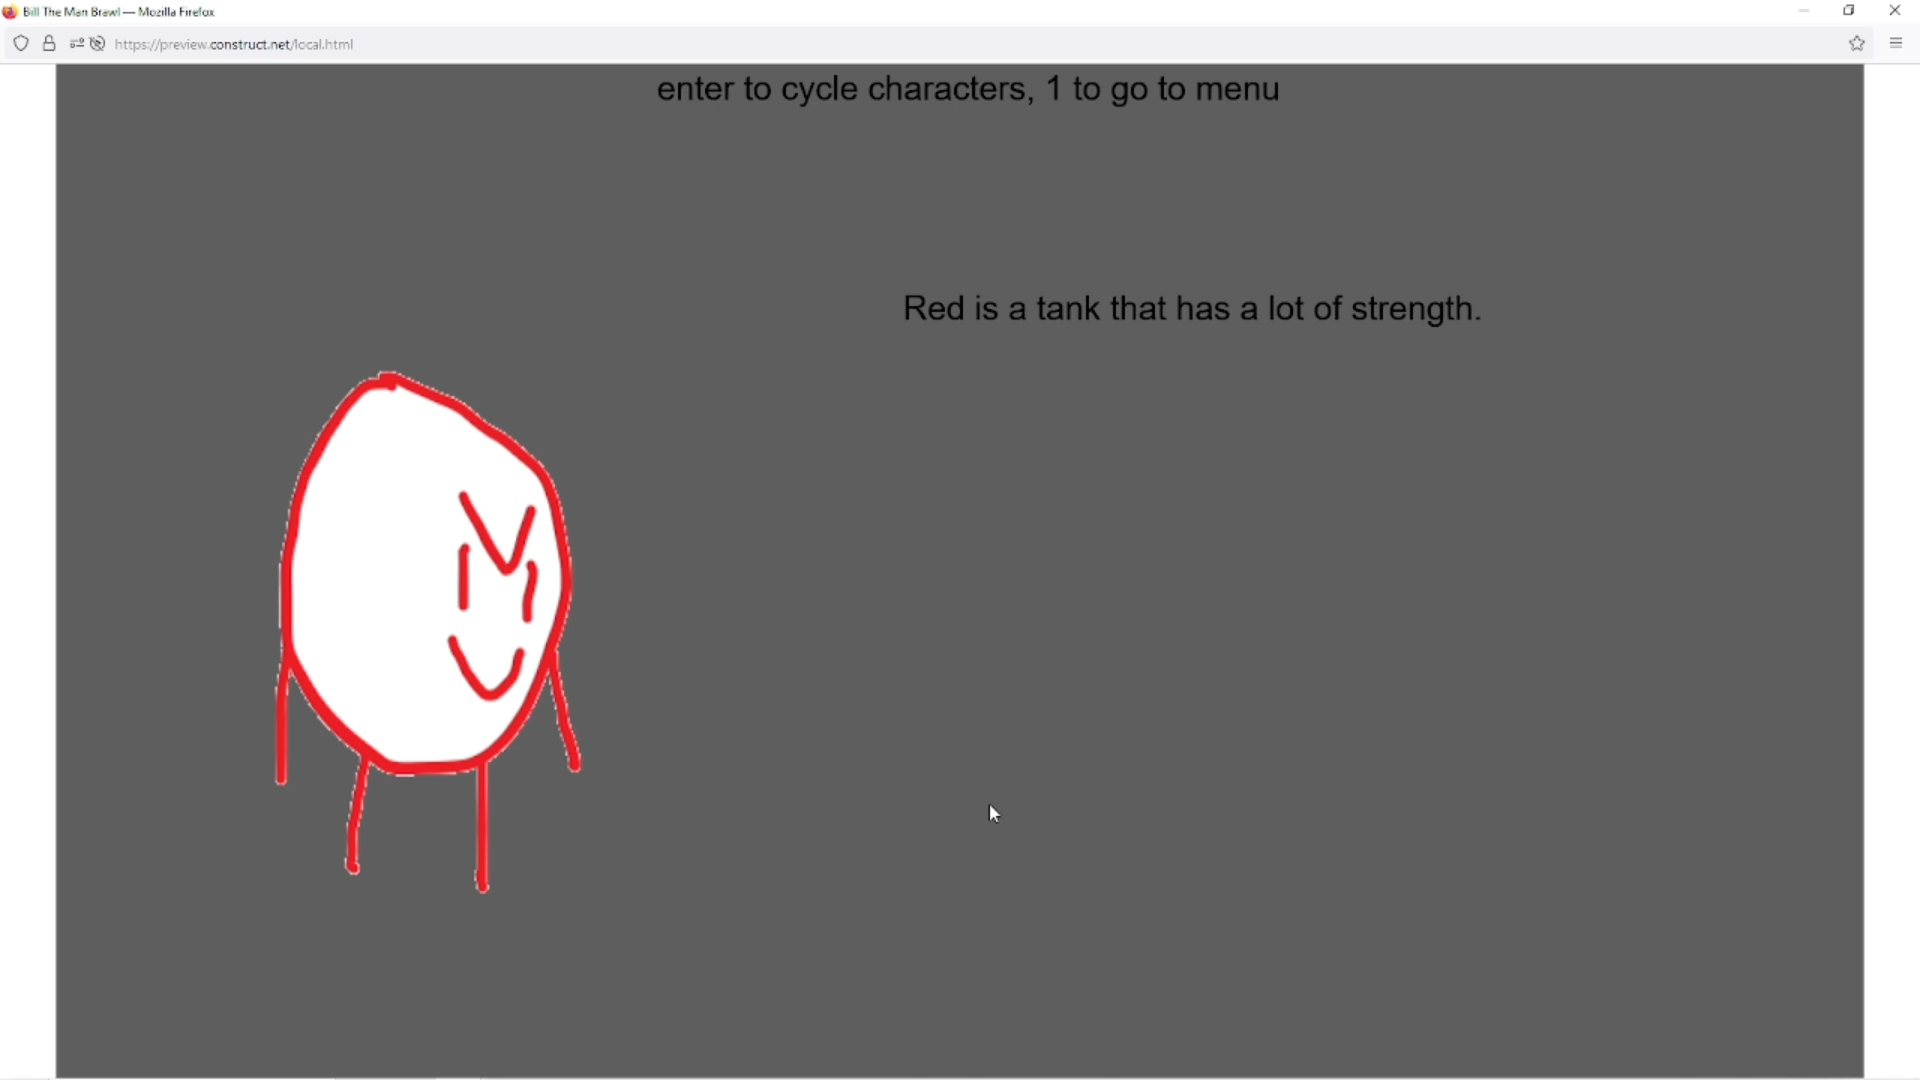 Bill The Man Brawl — Mozilla Firefox
https://preview.construct.net/local.html
enter to cycle characters, 1 to go to menu
Red is a tank that has a lot of strength.